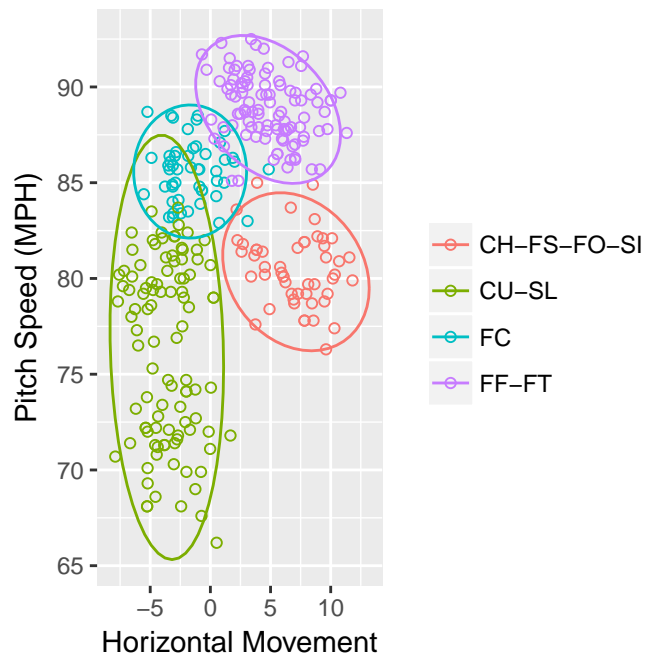 90
85
80
75
70
65
−5 0 5 10
Horizontal Movement
Pitch Speed (MPH)
CH−FS−FO−SI
CU−SL
FC
FF−FT